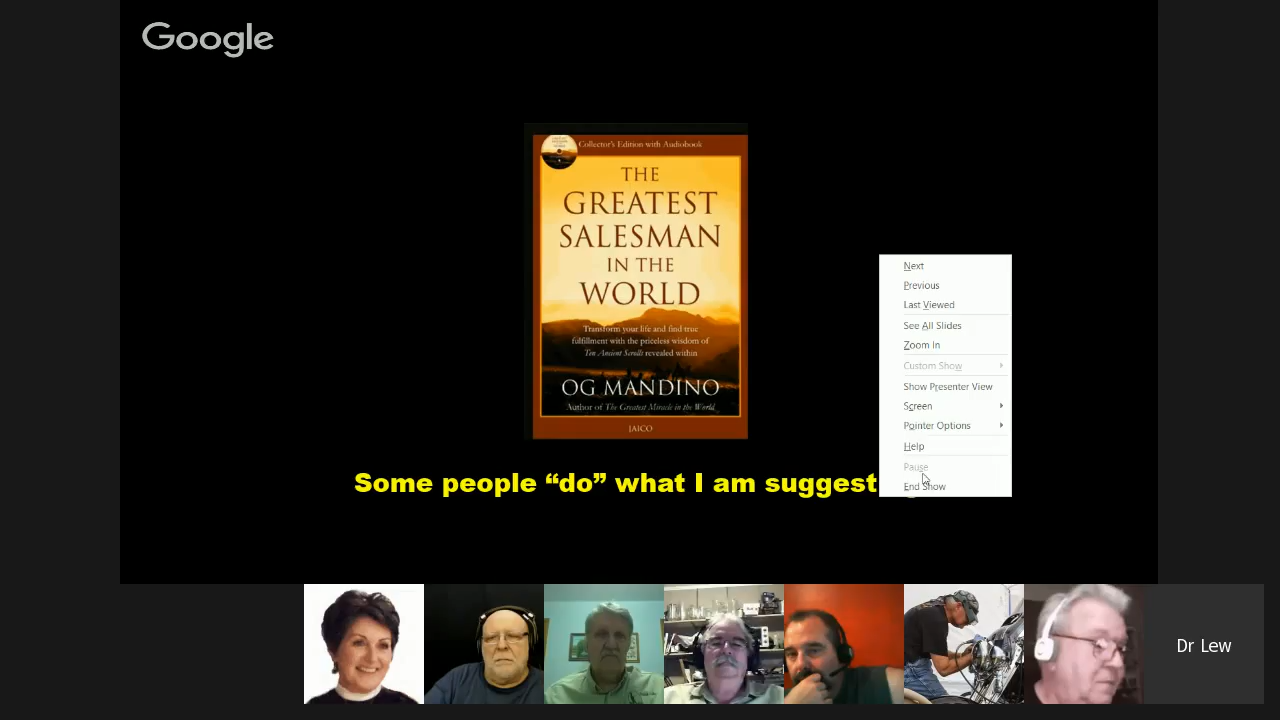 Google
Collector's Edition with Audiobook
THE
GREATEST
SALESMAN
IN THE
WORLD
Transform your life and find true
fulfillment with the priceless wisdom of
Ten Ancient Scrolls revealed within
OG MANDINO
Author of The Greatest Miracle in the World
JAICO
Next
Previous
Last Viewed
See All Slides
Zoom In
Custom Show
Show Presenter View
Screen
Pointer Options
Help
Pause
End Show
Some people “do” what I am suggest
Dr Lew